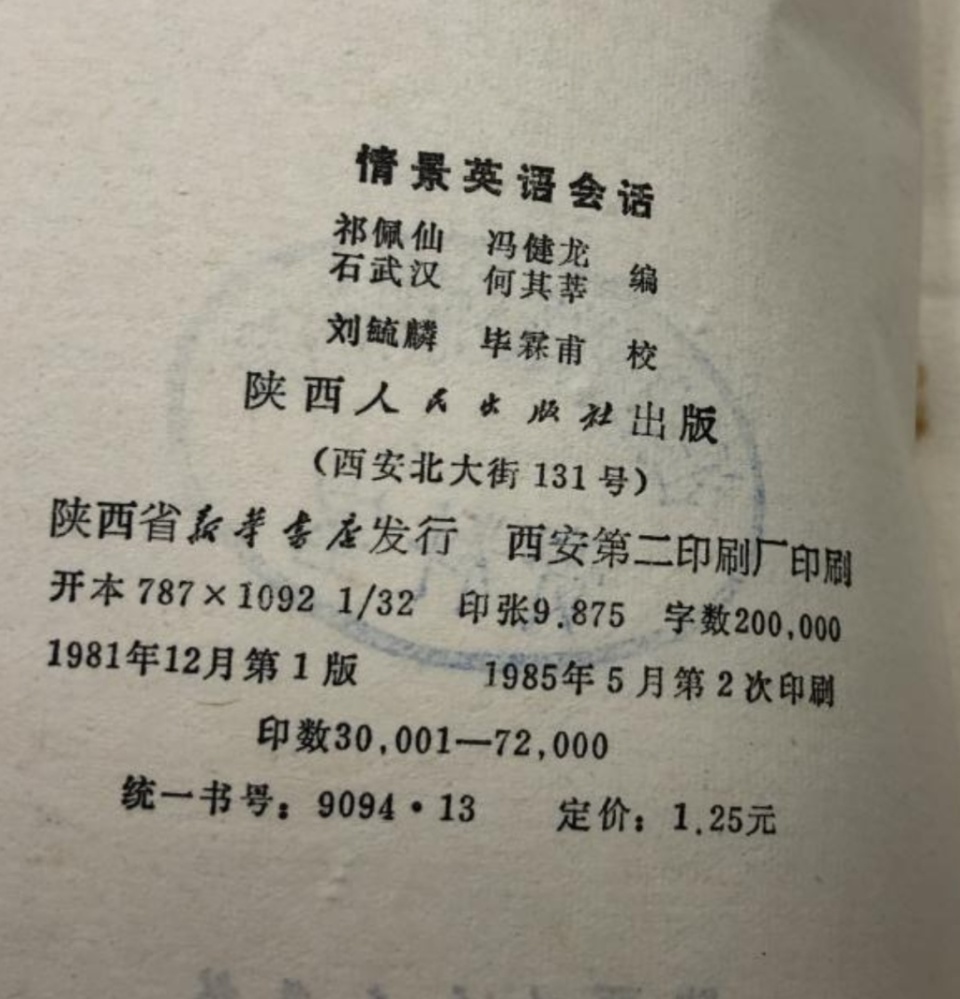 情景英语会话
祁佩仙 冯健龙 编
石武汉 何其莘
刘毓麟 毕霖甫 校
陕西人民出版社出版
（西安北大街131号）
陕西省新华书店发行 西安第二印刷厂印刷
开本787×1092 1/32 印张9.875 字数200,000
1981年12月第1版 1985年5月第2次印刷
印数30,001—72,000
统一书号：9094·13 定价：1.25元